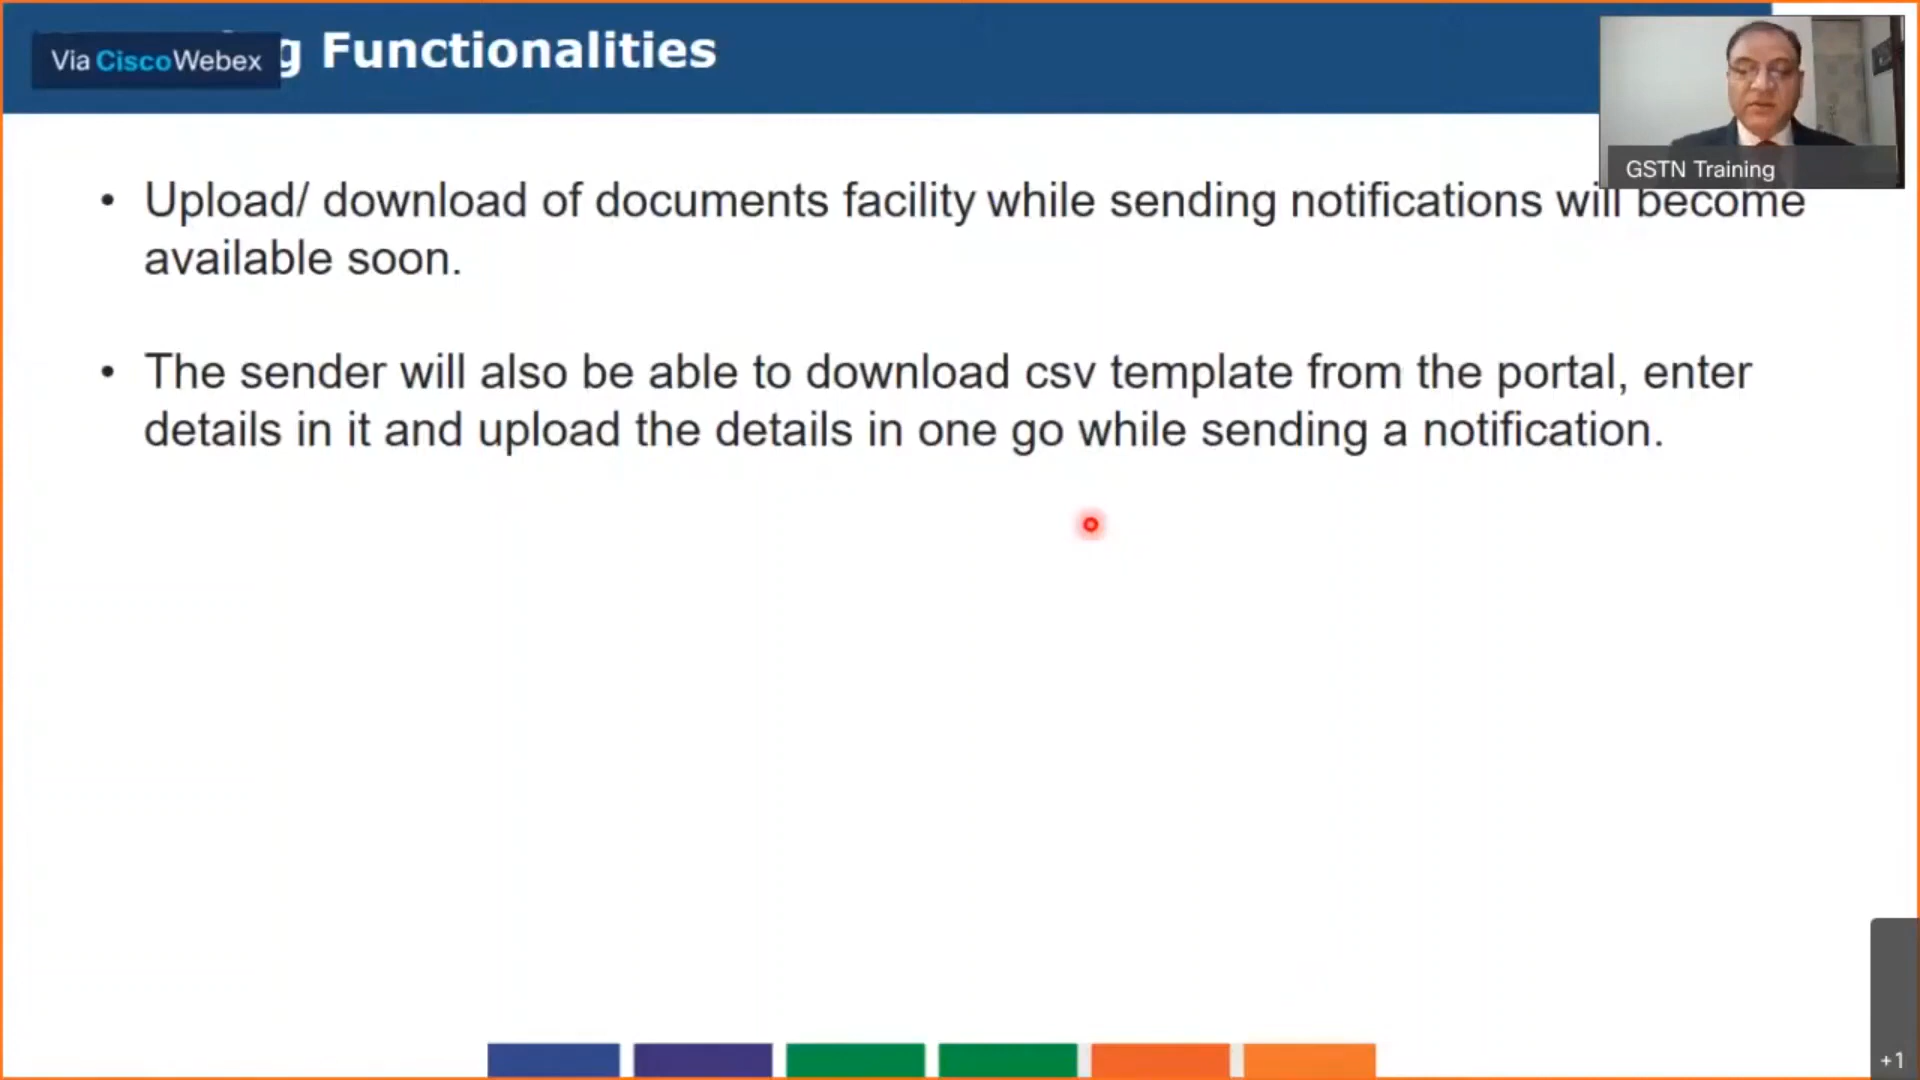 Functionalities
Via CiscoWebex
GSTN Training
• Upload/ download of documents facility while sending notifications will become
available soon.
• The sender will also be able to download csv template from the portal, enter
details in it and upload the details in one go while sending a notification.
+1